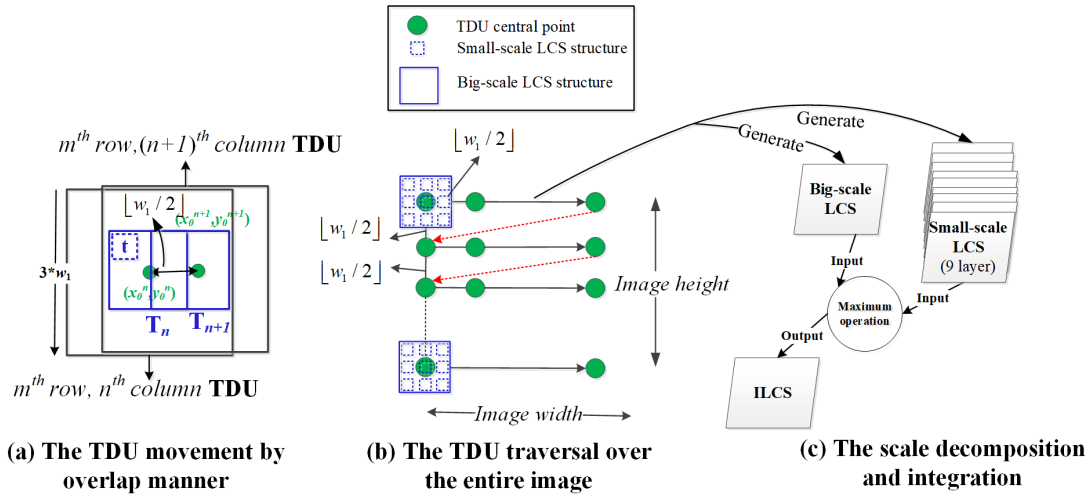 TDU central point
Small-scale LCS structure
Big-scale LCS structure
m^th row,(n+1)^th column TDU
⌊w₁ / 2⌋
(x₀^n+1,y₀^n+1)
t
3*w₁
(x₀^n,y₀^n)
Tₙ
Tₙ₊₁
m^th row, n^th column TDU
(a) The TDU movement by
overlap manner
⌊w₁ / 2⌋
⌊w₁ / 2⌋
⌊w₁ / 2⌋
Image height
Image width
(b) The TDU traversal over
the entire image
Generate
Generate
Big-scale
LCS
Small-scale
LCS
(9 layer)
Input
Input
Maximum
operation
Output
ILCS
(c) The scale decomposition
and integration